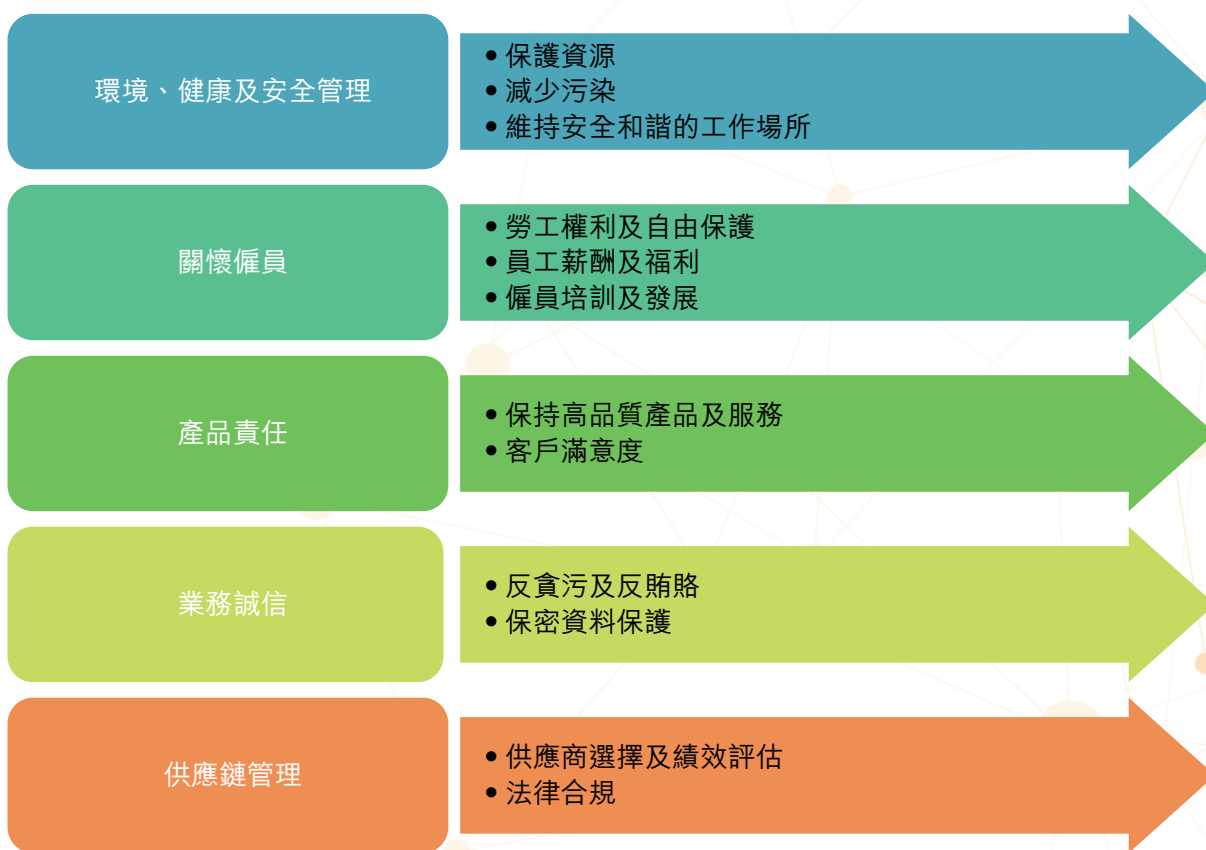 環境、健康及安全管理
• 保護資源
• 減少污染
• 維持安全和諧的工作場所
關懷僱員
• 勞工權利及自由保護
• 員工薪酬及福利
• 僱員培訓及發展
產品責任
• 保持高品質產品及服務
• 客戶滿意度
業務誠信
• 反貪污及反賄賂
• 保密資料保護
供應鏈管理
• 供應商選擇及績效評估
• 法律合規